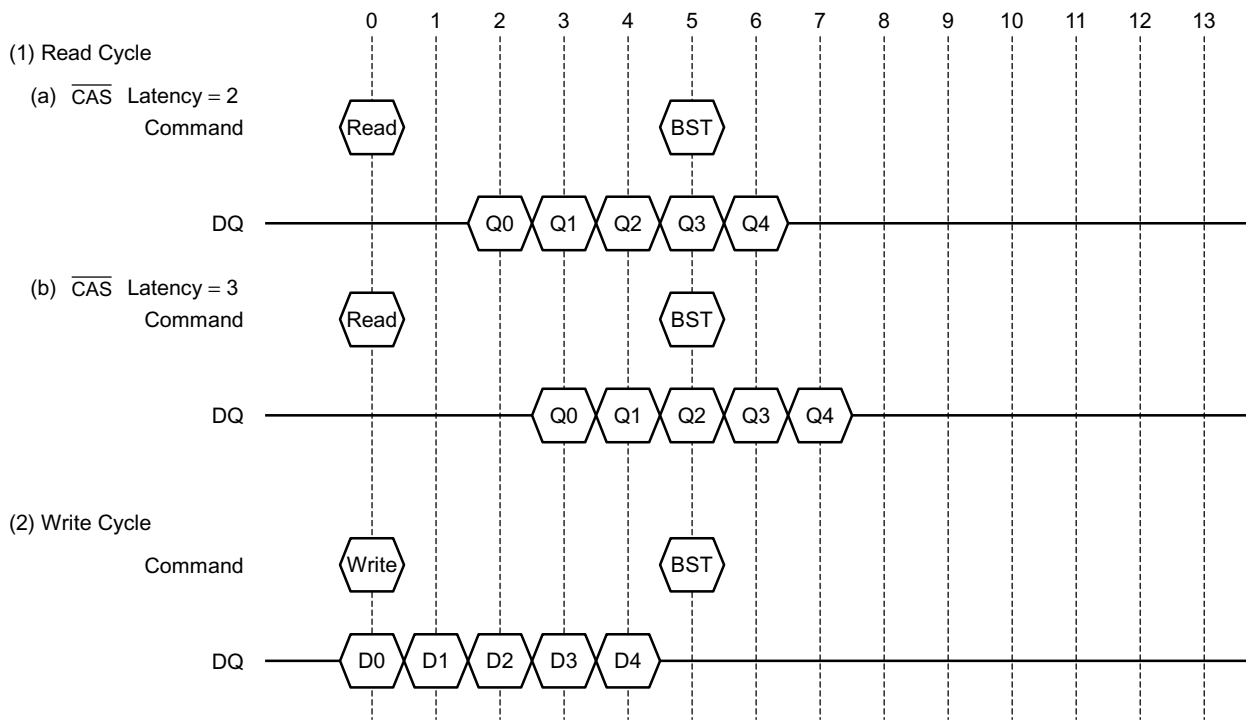 0 1 2 3 4 5 6 7 8 9 10 11 12 13
(1) Read Cycle
(a) CAS Latency = 2
Command Read BST
DQ Q0 Q1 Q2 Q3 Q4
(b) CAS Latency = 3
Command Read BST
DQ Q0 Q1 Q2 Q3 Q4
(2) Write Cycle
Command Write BST
DQ D0 D1 D2 D3 D4